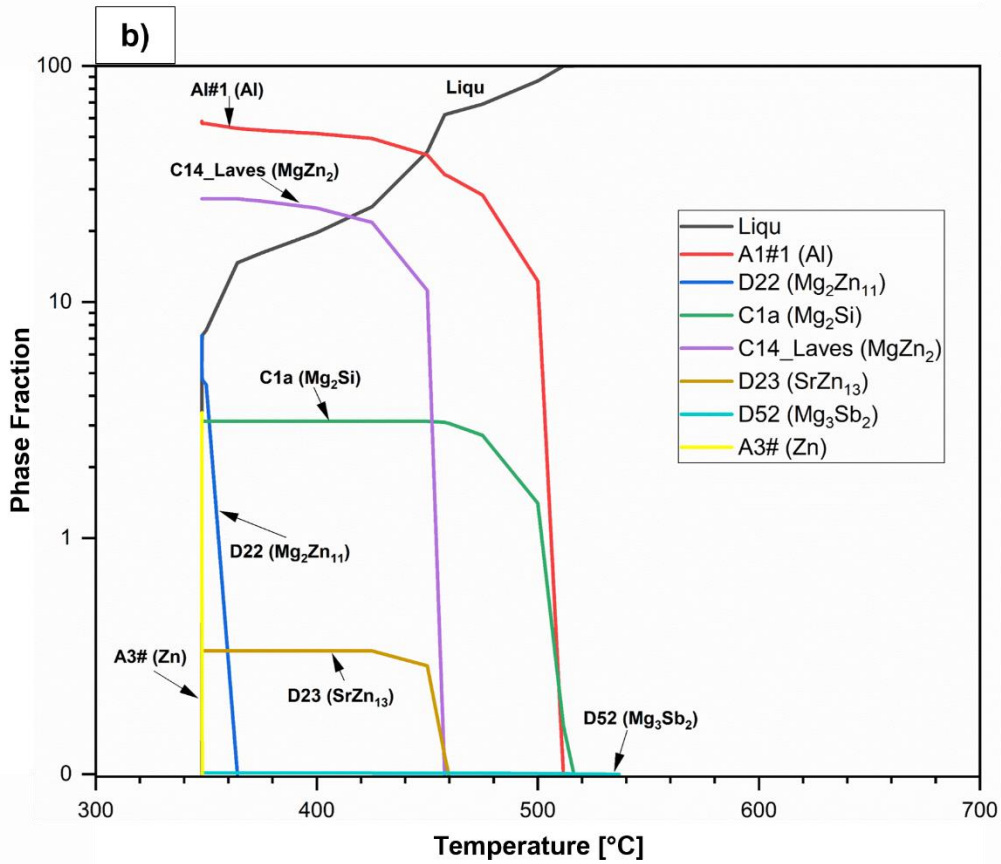 b)
100
10
1
0
Phase Fraction
Al#1 (Al)
Liqu
C14_Laves (MgZn₂)
C1a (Mg₂Si)
D22 (Mg₂Zn₁₁)
A3# (Zn)
D23 (SrZn₁₃)
D52 (Mg₃Sb₂)
Liqu
A1#1 (Al)
D22 (Mg₂Zn₁₁)
C1a (Mg₂Si)
C14_Laves (MgZn₂)
D23 (SrZn₁₃)
D52 (Mg₃Sb₂)
A3# (Zn)
300 400 500 600 700
Temperature [°C]